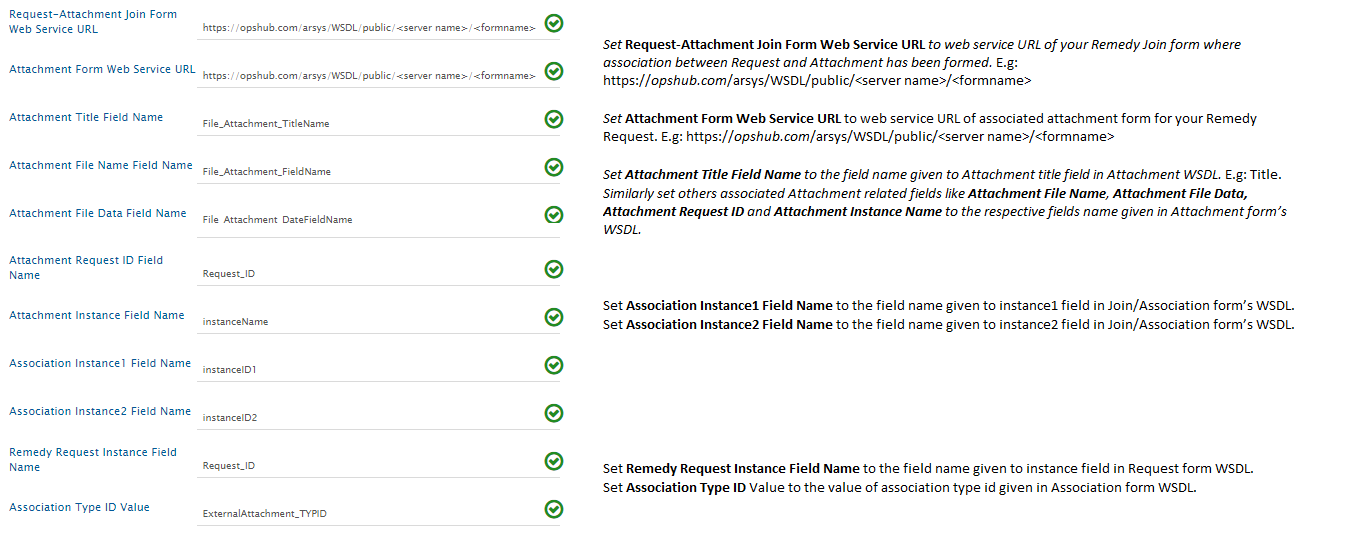 Request-Attachment Join Form
Web Service URL
https://opshub.com/arsys/WSDL/public/<server name>/<formname>
Attachment Form Web Service URL
https://opshub.com/arsys/WSDL/public/<server name>/<formname>
Attachment Title Field Name
File_Attachment_TitleName
Attachment File Name Field Name
File_Attachment_FieldName
Attachment File Data Field Name
File_Attachment_DateFieldName
Attachment Request ID Field
Name
Request_ID
Attachment Instance Field Name
instanceName
Association Instance1 Field Name
instanceID1
Association Instance2 Field Name
instanceID2
Remedy Request Instance Field
Name
Request_ID
Association Type ID Value
ExternalAttachment_TYPID
Set Request-Attachment Join Form Web Service URL to web service URL of your Remedy Join form where
association between Request and Attachment has been formed. E.g:
https://opshub.com/arsys/WSDL/public/<server name>/<formname>
Set Attachment Form Web Service URL to web service URL of associated attachment form for your Remedy
Request. E.g: https://opshub.com/arsys/WSDL/public/<server name>/<formname>
Set Attachment Title Field Name to the field name given to Attachment title field in Attachment WSDL. E.g: Title.
Similarly set others associated Attachment related fields like Attachment File Name, Attachment File Data,
Attachment Request ID and Attachment Instance Name to the respective fields name given in Attachment form’s
WSDL.
Set Association Instance1 Field Name to the field name given to instance1 field in Join/Association form’s WSDL.
Set Association Instance2 Field Name to the field name given to instance2 field in Join/Association form’s WSDL.
Set Remedy Request Instance Field Name to the field name given to instance field in Request form WSDL.
Set Association Type ID Value to the value of association type id given in Association form WSDL.